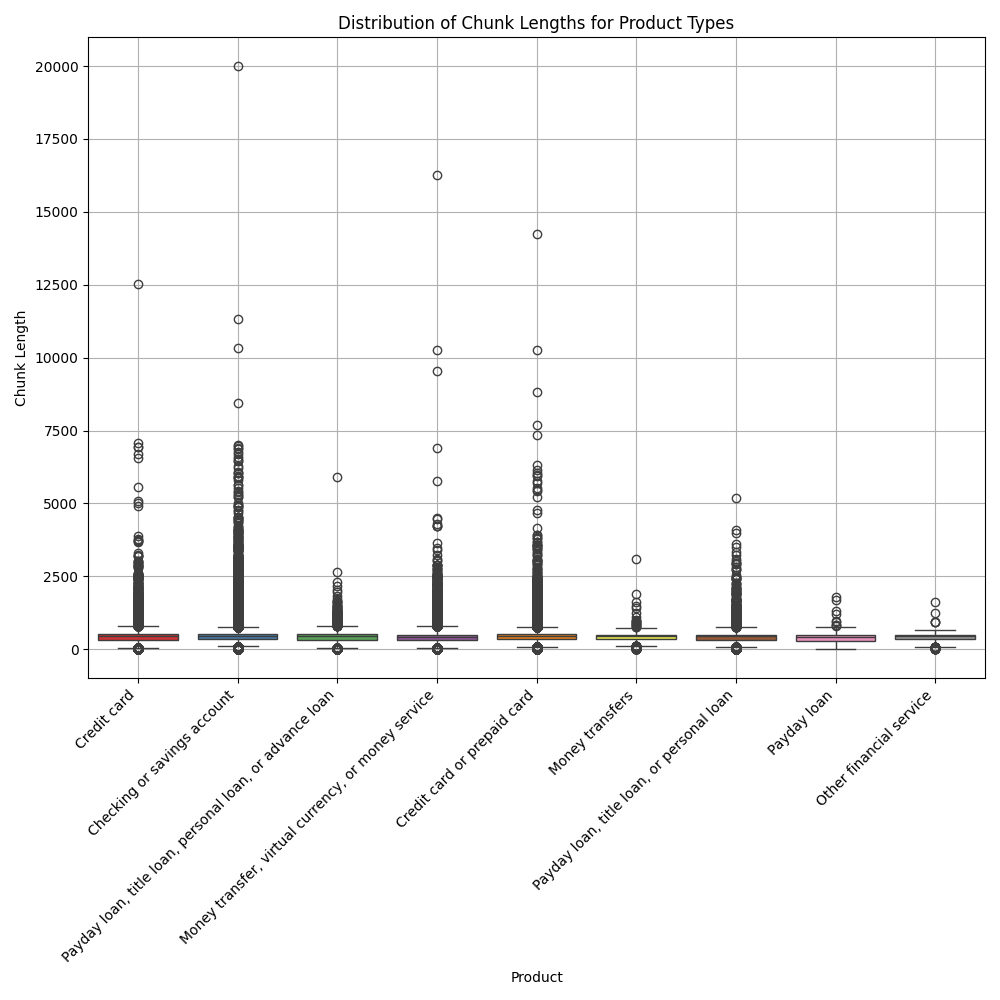 Distribution of Chunk Lengths for Product Types
20000
17500
15000
12500
10000
7500
5000
2500
0
Chunk Length
Credit card
Checking or savings account
Payday loan, title loan, personal loan, or advance loan
Money transfer, virtual currency, or money service
Credit card or prepaid card
Money transfers
Payday loan, title loan, or personal loan
Payday loan
Other financial service
Product